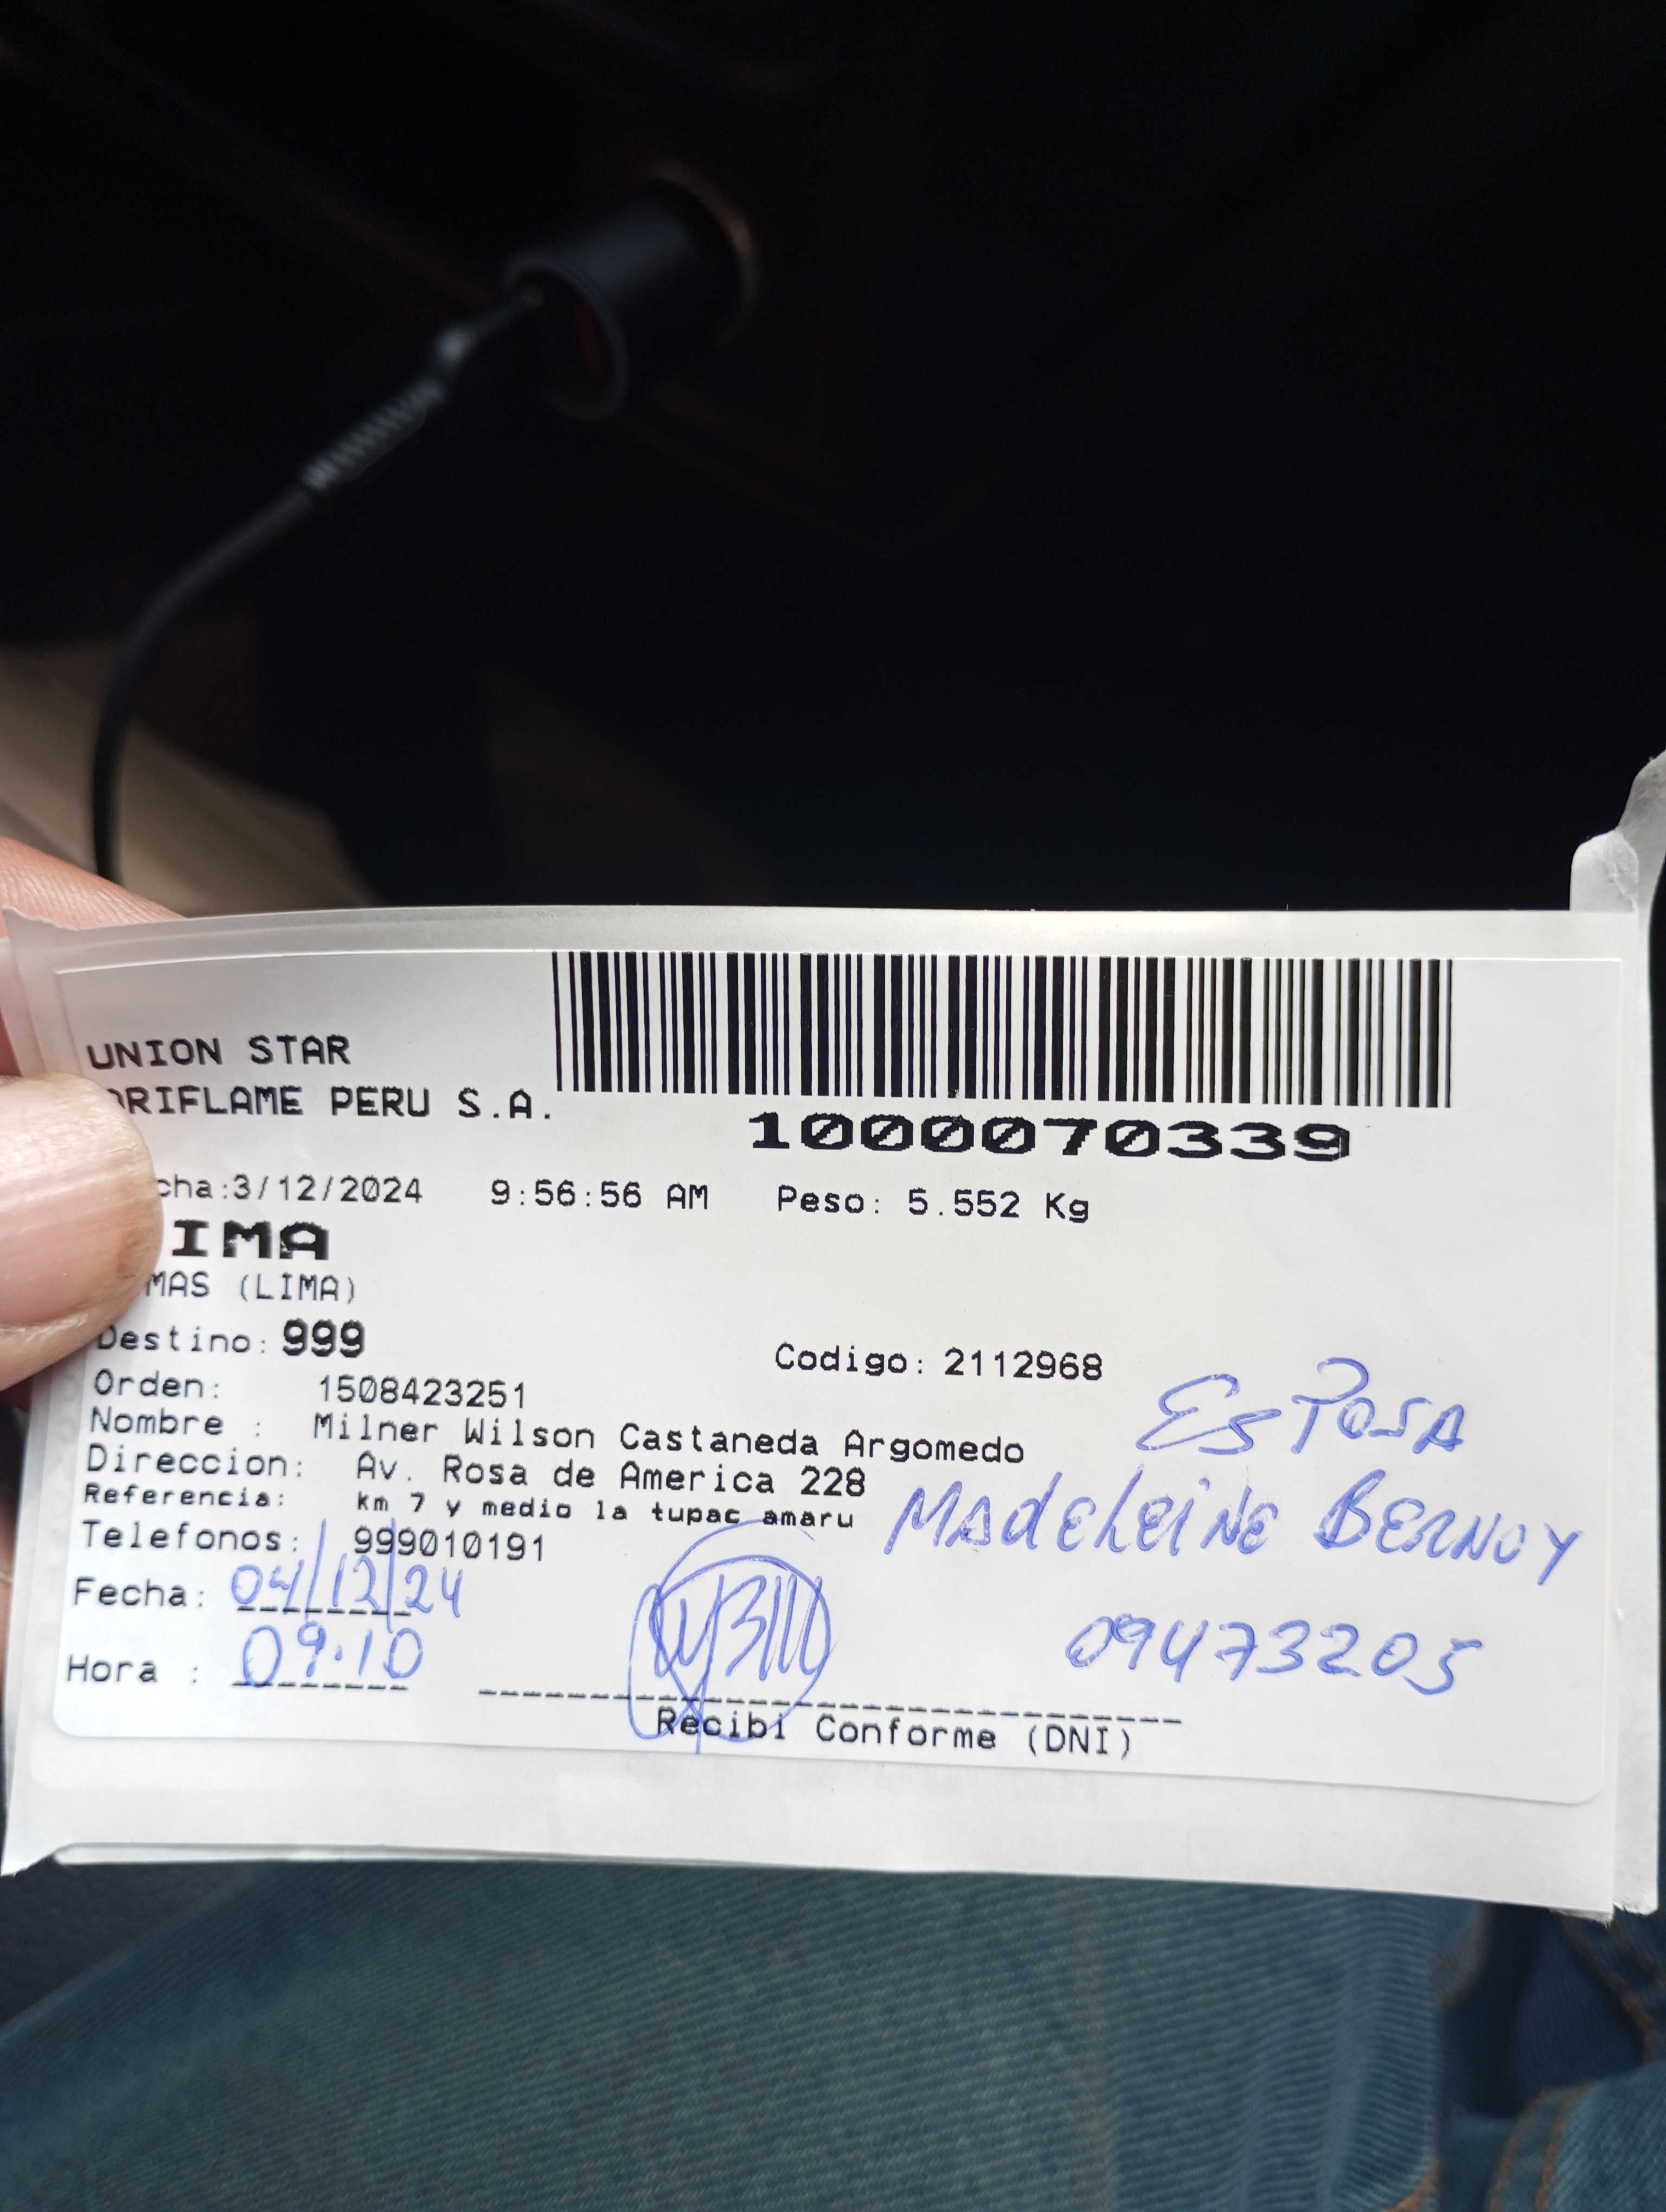 UNION STAR
ORIFLAME PERU S.A.
1000070339
cha:3/12/2024 9:56:56 AM Peso: 5.552 Kg
IMA
MAS (LIMA)
Destino: 999
Codigo: 2112968
Orden: 1508423251
Nombre : Milner Wilson Castaneda Argomedo
ESPOSA
Direccion: Av. Rosa de America 228
Referencia: km 7 y medio la tupac amaru
MADELEINE BERNUY
Telefonos: 999010191
Fecha: 04/12/24
09473205
Hora : 09.10
Recibi Conforme (DNI)